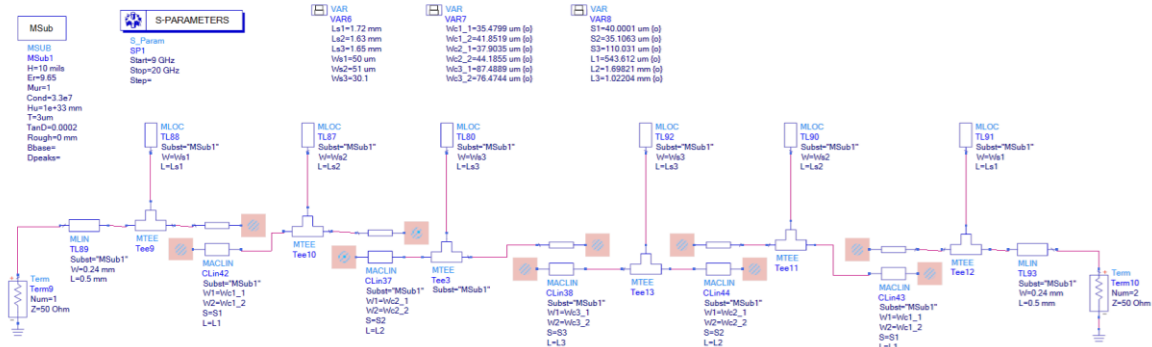 MSub
MSUB
MSub1
H=10 mils
Er=9.65
Mur=1
Cond=3.3e7
Hu=1e+33 mm
T=3um
TanD=0.0002
Rough=0 mm
Bbase=
Dpeaks=
S-PARAMETERS
S_Param
SP1
Start=9 GHz
Stop=20 GHz
Step=
VAR
VAR6
Ls1=1.72 mm
Ls2=1.63 mm
Ls3=1.65 mm
Ws1=50 um
Ws2=51 um
Ws3=30.1
VAR
VAR7
Wc1_1=35.4799 um {o}
Wc1_2=41.8519 um {o}
Wc2_1=37.9035 um {o}
Wc2_2=44.1855 um {o}
Wc3_1=87.4889 um {o}
Wc3_2=76.4744 um {o}
VAR
VAR8
S1=40.0001 um {o}
S2=35.1063 um {o}
S3=110.031 um {o}
L1=543.612 um {o}
L2=1.69821 mm {o}
L3=1.02204 mm {o}
MLOC
TL88
Subst="MSub1"
W=Ws1
L=Ls1
MLOC
TL87
Subst="MSub1"
W=Ws2
L=Ls2
MLOC
TL80
Subst="MSub1"
W=Ws3
L=Ls3
MLOC
TL92
Subst="MSub1"
W=Ws3
L=Ls3
MLOC
TL90
Subst="MSub1"
W=Ws2
L=Ls2
MLOC
TL91
Subst="MSub1"
W=Ws1
L=Ls1
Term
Term9
Num=1
Z=50 Ohm
MLIN
TL89
Subst="MSub1"
W=0.24 mm
L=0.5 mm
MTEE
Tee9
MACLIN
CLin42
Subst="MSub1"
W1=Wc1_1
W2=Wc1_2
S=S1
L=L1
MTEE
Tee10
MACLIN
CLin37
Subst="MSub1"
W1=Wc2_1
W2=Wc2_2
S=S2
L=L2
MTEE
Tee3
MACLIN
CLin38
Subst="MSub1"
W1=Wc3_1
W2=Wc3_2
S=S3
L=L3
MTEE
Tee13
MACLIN
CLin44
Subst="MSub1"
W1=Wc2_1
W2=Wc2_2
S=S2
L=L2
MTEE
Tee11
MACLIN
CLin43
Subst="MSub1"
W1=Wc1_1
W2=Wc1_2
S=S1
L=L1
MTEE
Tee12
MLIN
TL93
Subst="MSub1"
W=0.24 mm
L=0.5 mm
Term
Term10
Num=2
Z=50 Ohm